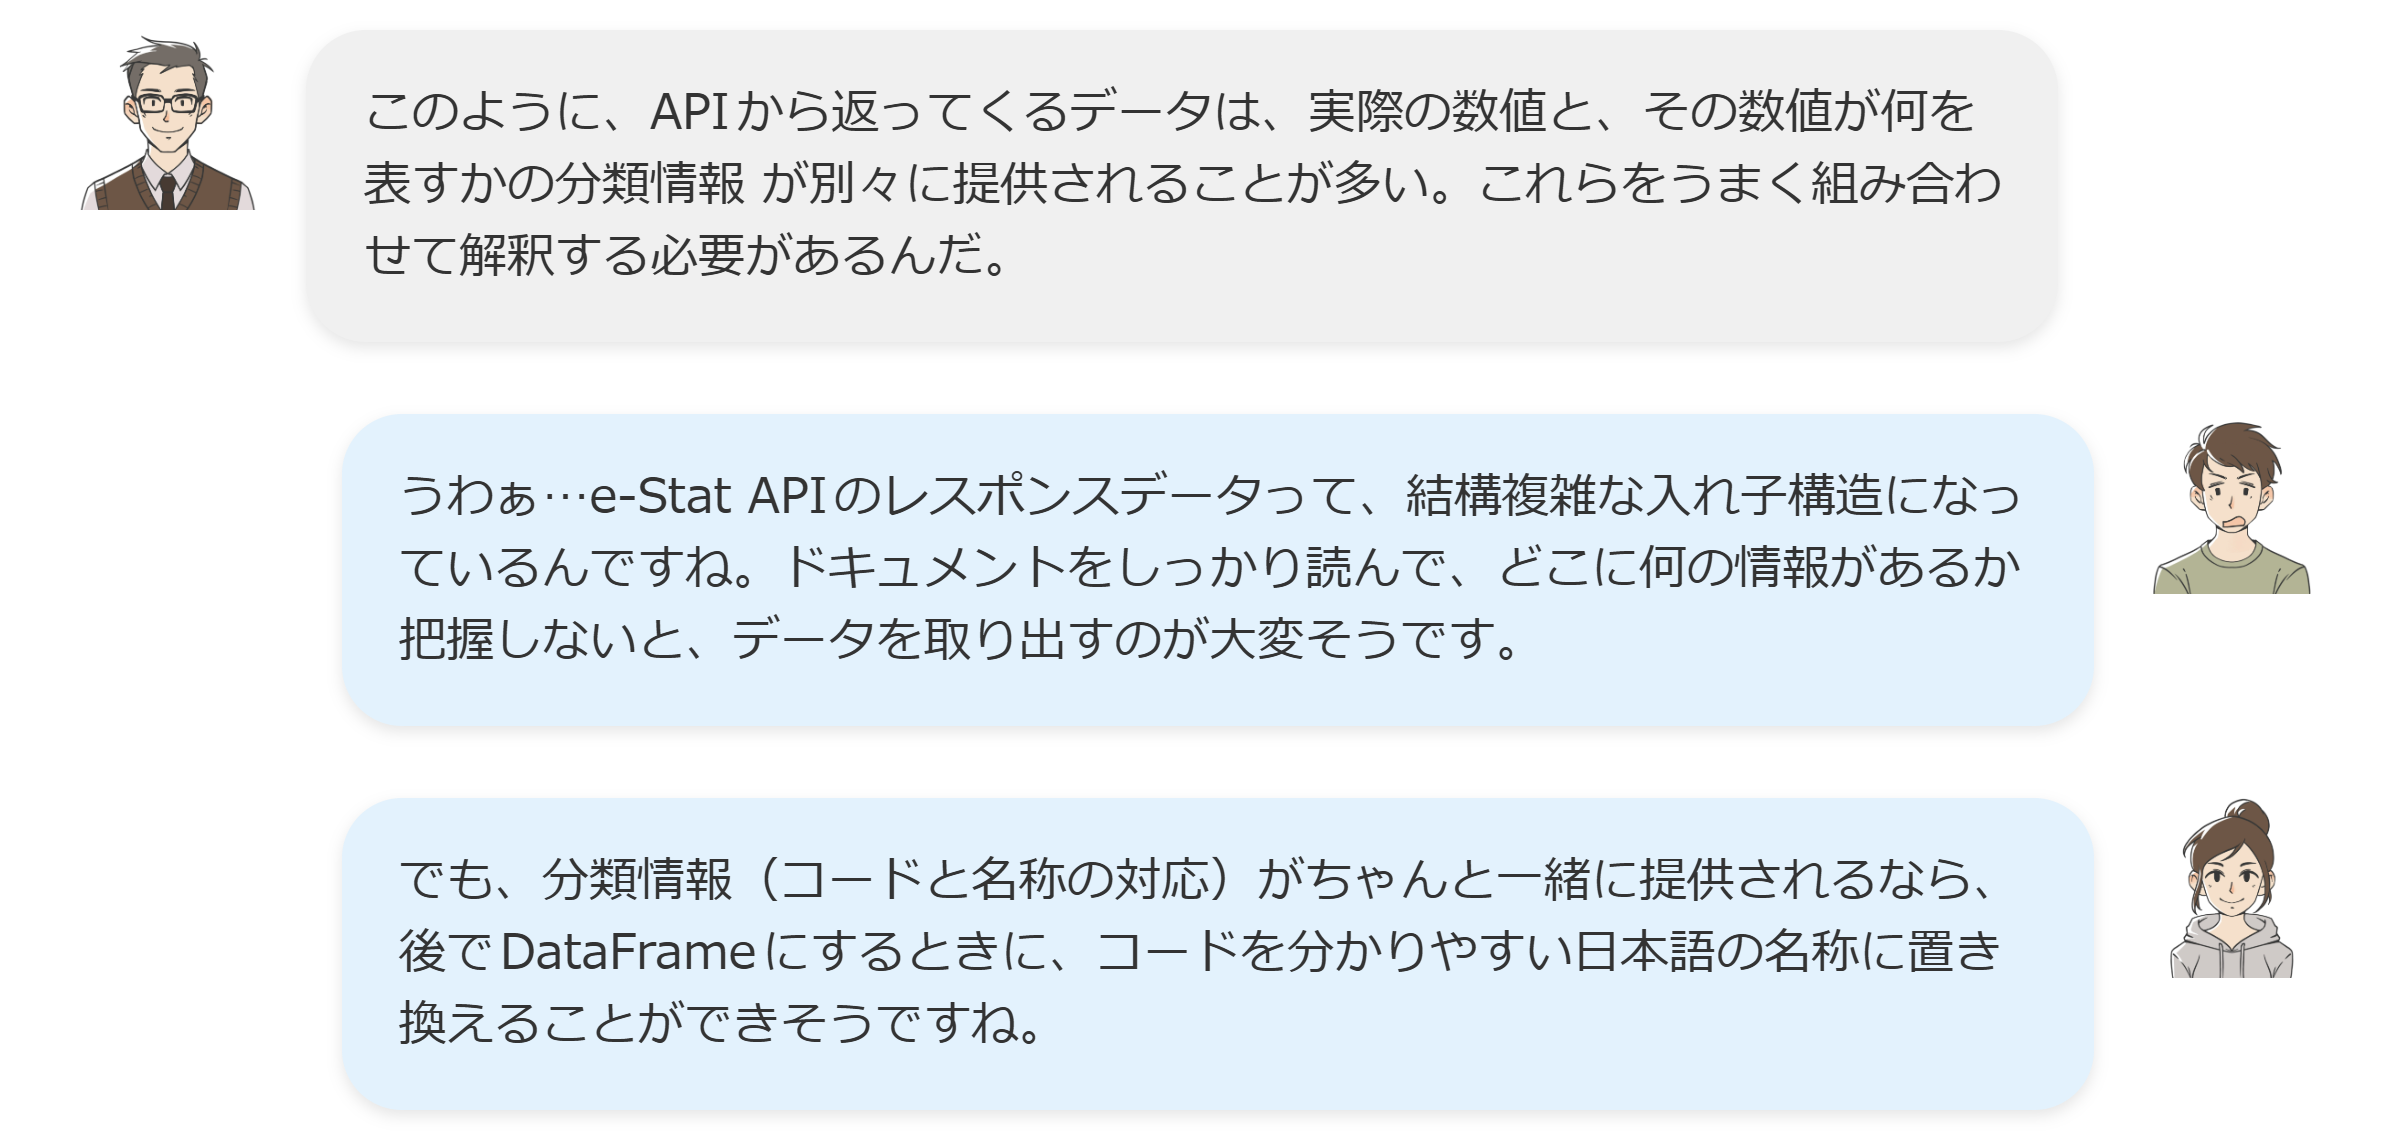 このように、APIから返ってくるデータは、実際の数値と、その数値が何を
表すかの分類情報 が別々に提供されることが多い。これらをうまく組み合わ
せて解釈する必要があるんだ。
うわぁ…e-Stat APIのレスポンスデータって、結構複雑な入れ子構造になっ
ているんですね。ドキュメントをしっかり読んで、どこに何の情報があるか
把握しないと、データを取り出すのが大変そうです。
でも、分類情報（コードと名称の対応）がちゃんと一緒に提供されるなら、
後でDataFrameにするときに、コードを分かりやすい日本語の名称に置き
換えることができそうですね。